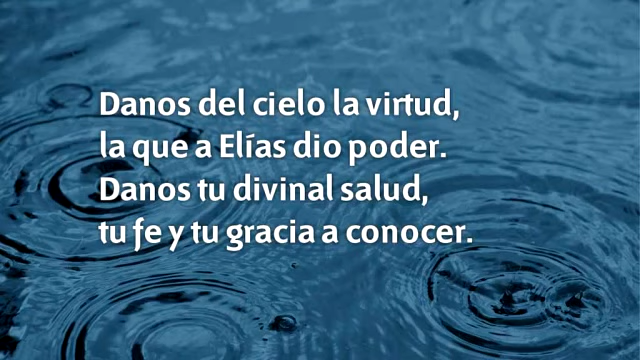 Danos del cielo la virtud,
la que a Elías dio poder.
Danos tu divinal salud,
tu fe y tu gracia a conocer.